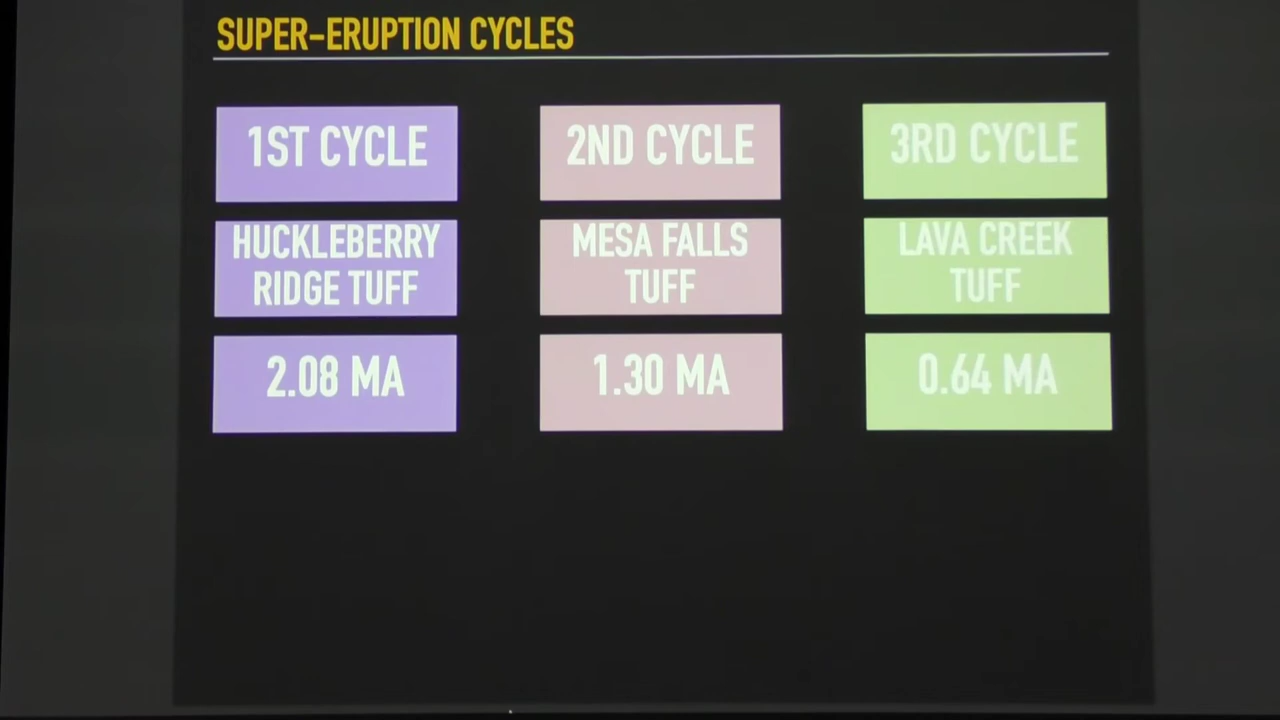 SUPER-ERUPTION CYCLES
1ST CYCLE
2ND CYCLE
3RD CYCLE
HUCKLEBERRY
RIDGE TUFF
MESA FALLS
TUFF
LAVA CREEK
TUFF
2.08 MA
1.30 MA
0.64 MA